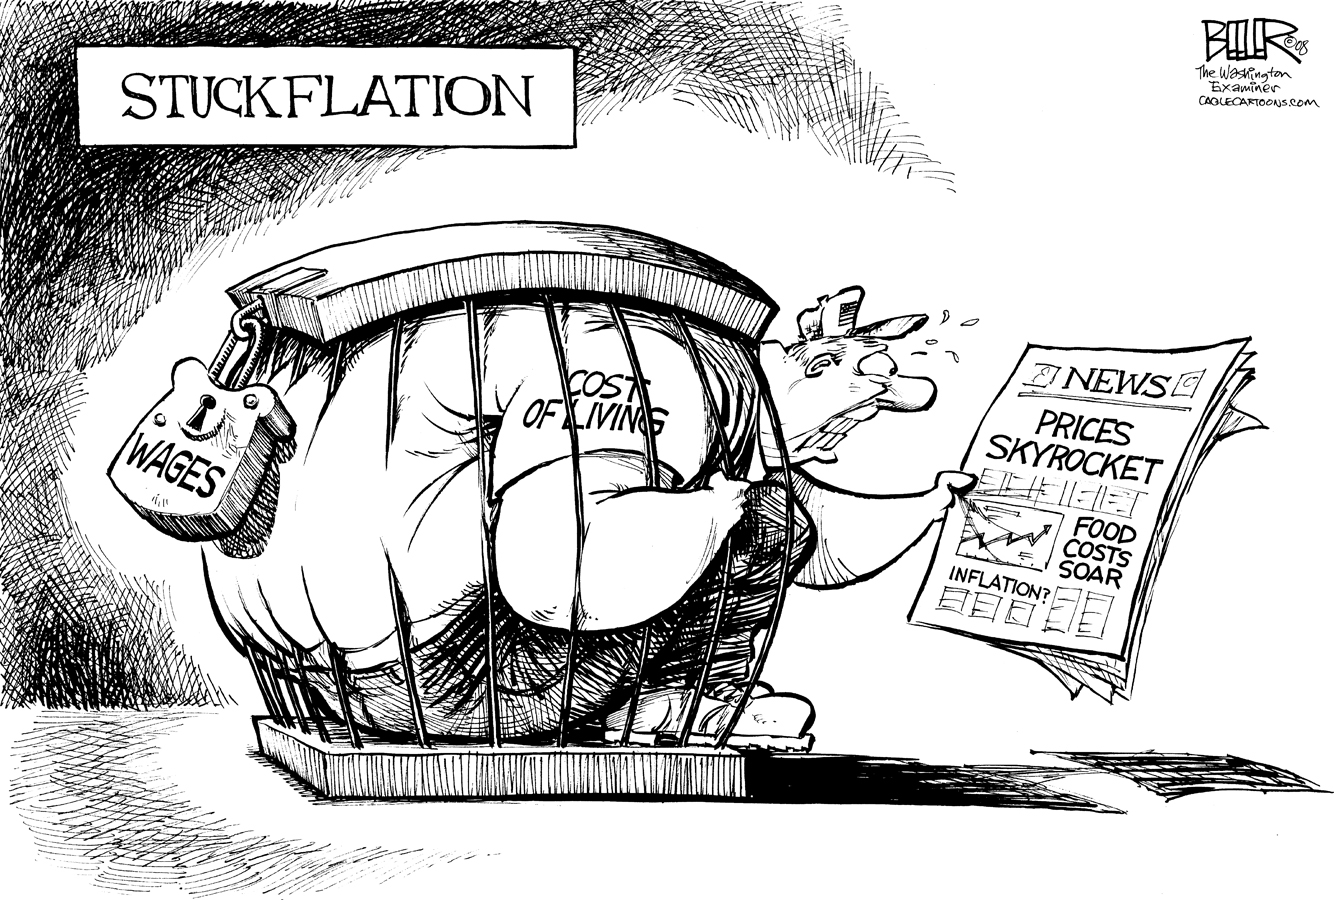 STUCKFLATION
BEELER ©'08
The Washington
Examiner
CAGLECARTOONS.COM
WAGES
COST
OF LIVING
NEWS
PRICES
SKYROCKET
FOOD
COSTS
SOAR
INFLATION?